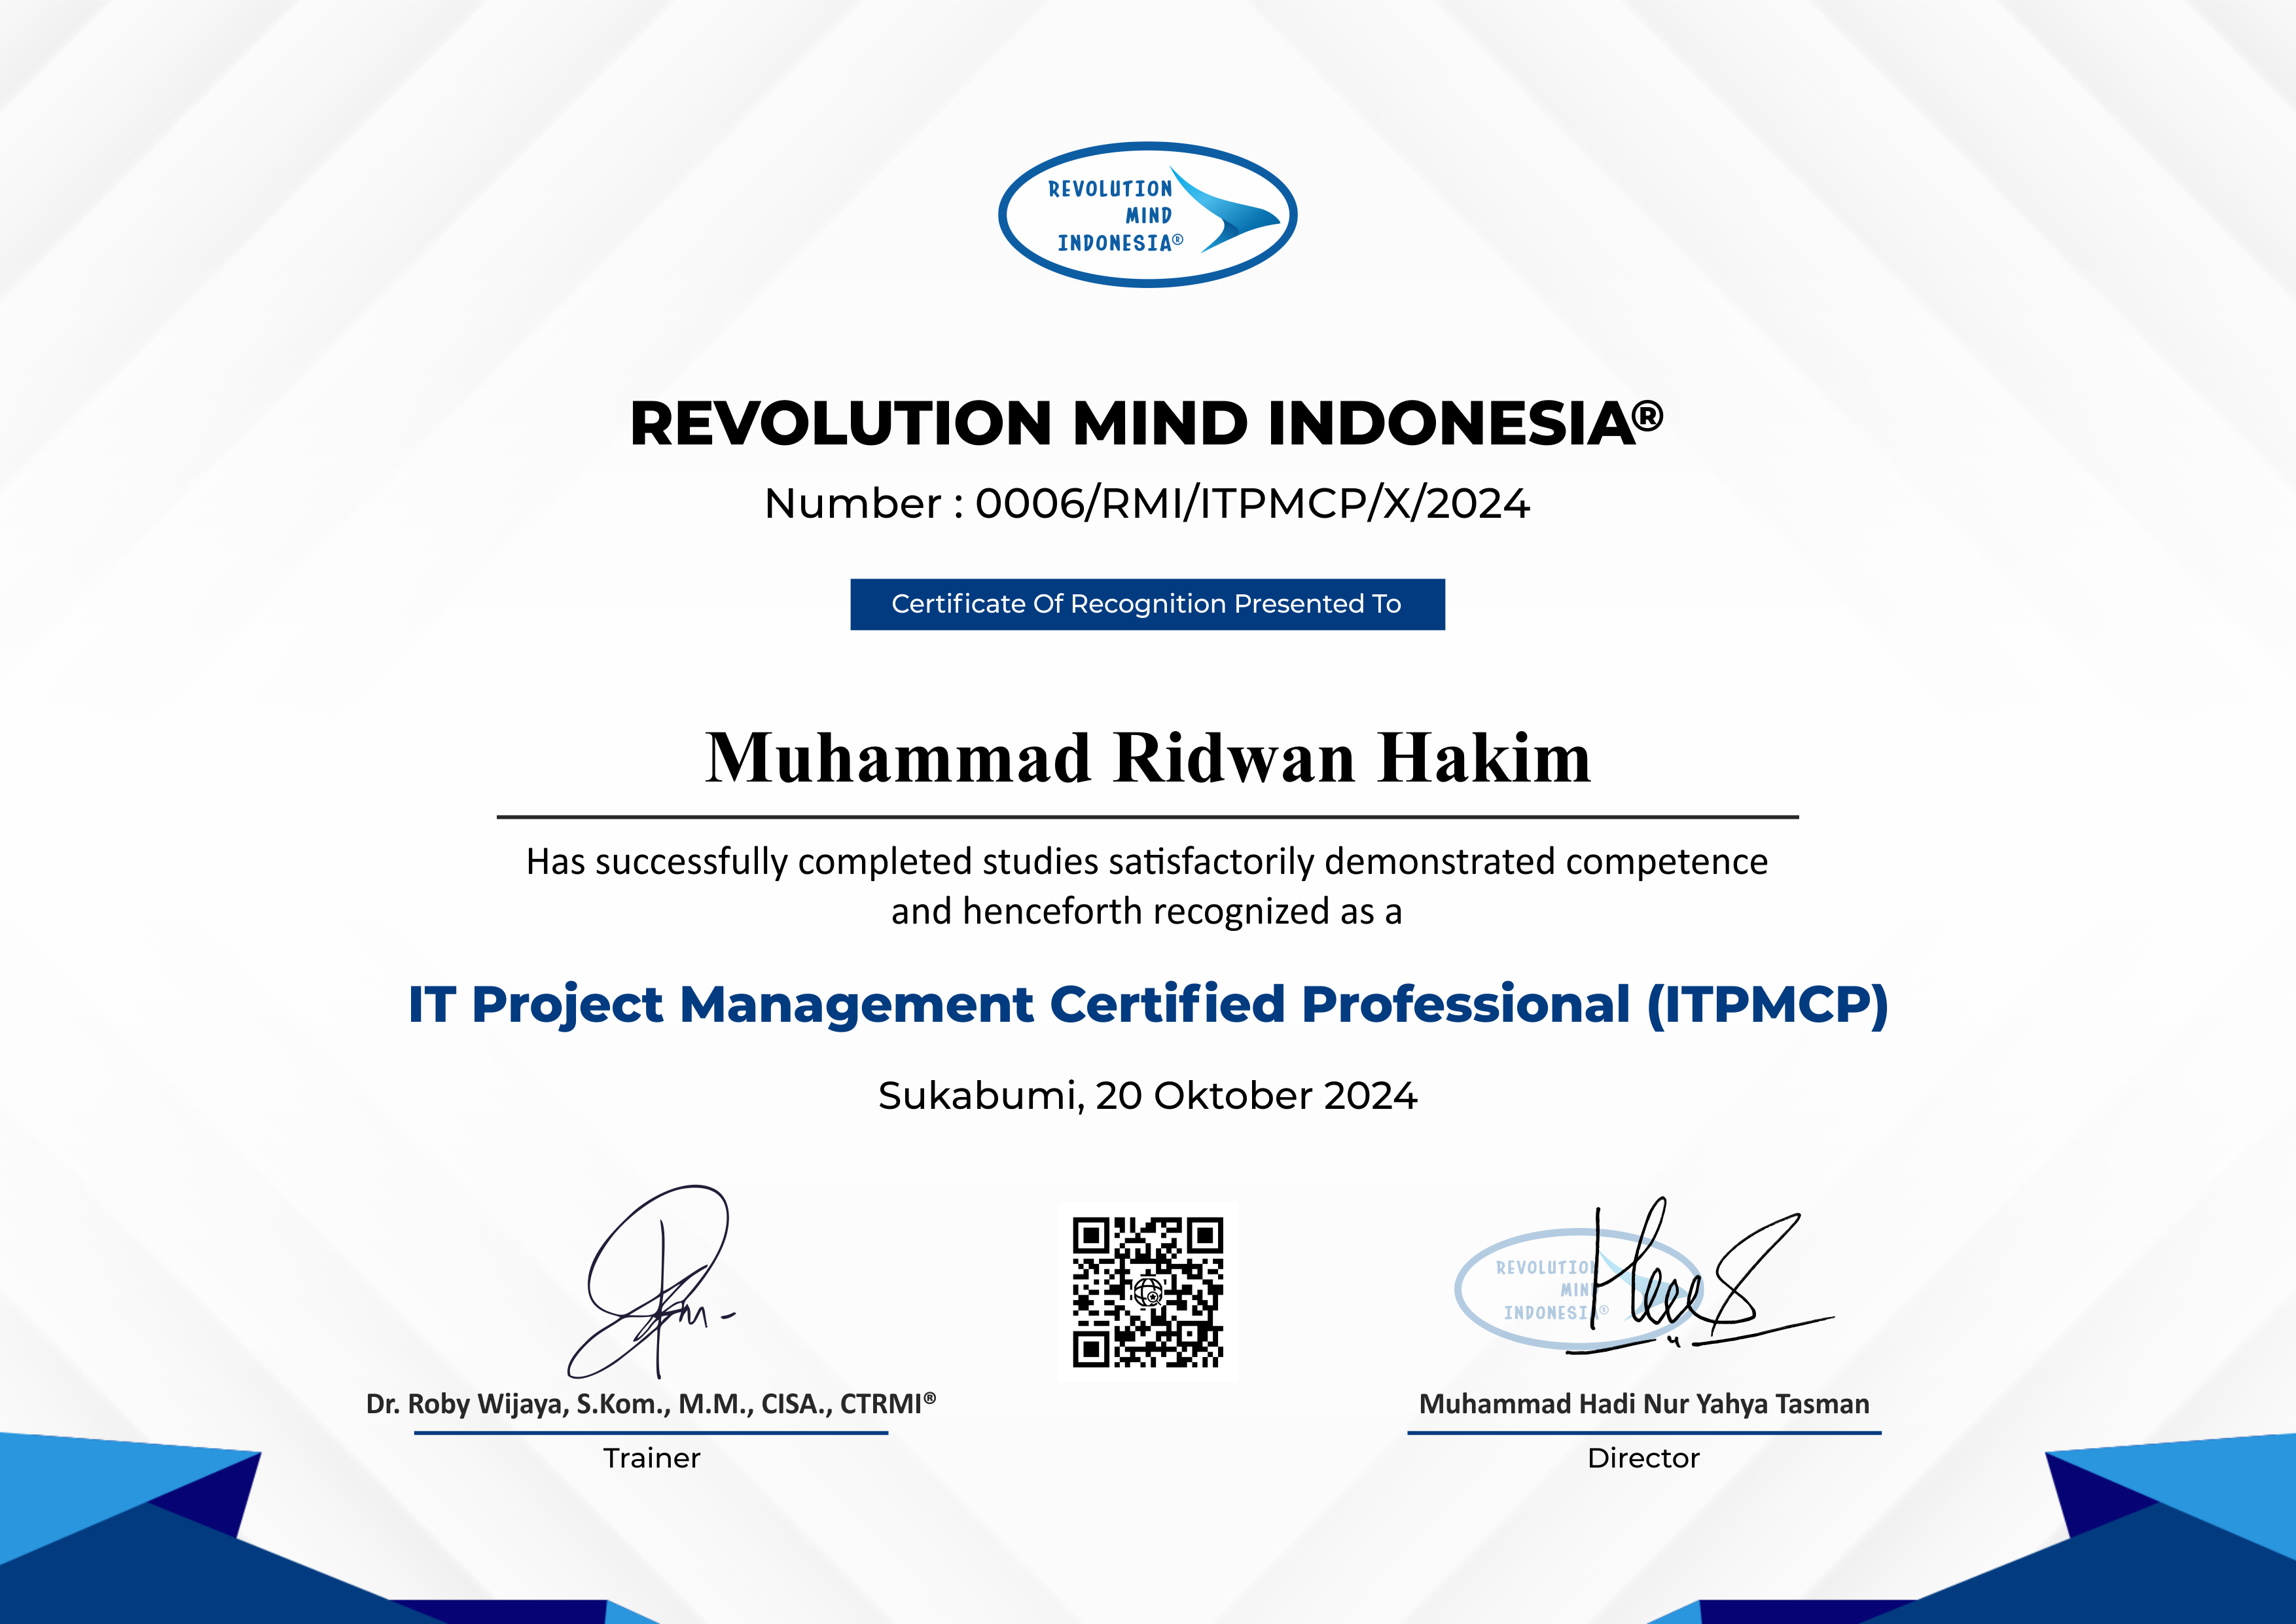 REVOLUTION
MIND
INDONESIA®
REVOLUTION MIND INDONESIA®
Number : 0006/RMI/ITPMCP/X/2024
Certificate Of Recognition Presented To
Muhammad Ridwan Hakim
Has successfully completed studies satisfactorily demonstrated competence
and henceforth recognized as a
IT Project Management Certified Professional (ITPMCP)
Sukabumi, 20 Oktober 2024
REVOLUTION
MIND
INDONESIA®
Dr. Roby Wijaya, S.Kom., M.M., CISA., CTRMI®
Trainer
Muhammad Hadi Nur Yahya Tasman
Director